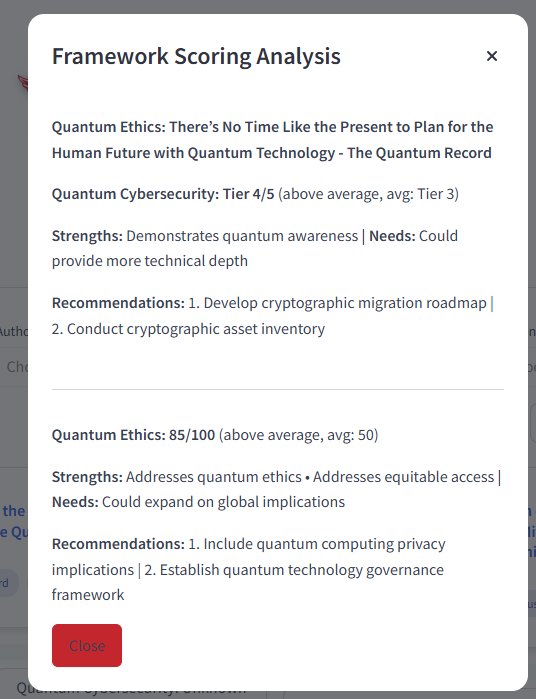 Framework Scoring Analysis ×
Quantum Ethics: There’s No Time Like the Present to Plan for the
Human Future with Quantum Technology - The Quantum Record
Quantum Cybersecurity: Tier 4/5 (above average, avg: Tier 3)
Strengths: Demonstrates quantum awareness | Needs: Could
provide more technical depth
Recommendations: 1. Develop cryptographic migration roadmap |
2. Conduct cryptographic asset inventory
Quantum Ethics: 85/100 (above average, avg: 50)
Strengths: Addresses quantum ethics • Addresses equitable access |
Needs: Could expand on global implications
Recommendations: 1. Include quantum computing privacy
implications | 2. Establish quantum technology governance
framework
Close
the
Quantum Cybersecurity: Unknown